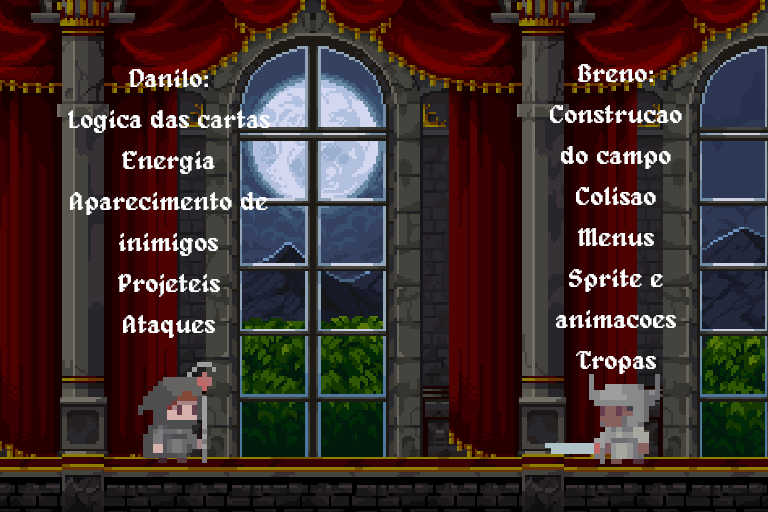 Danilo:
Logica das cartas
Energia
Aparecimento de
inimigos
Projeteis
Ataques
Breno:
Construcao
do campo
Colisao
Menus
Sprite e
animacoes
Tropas